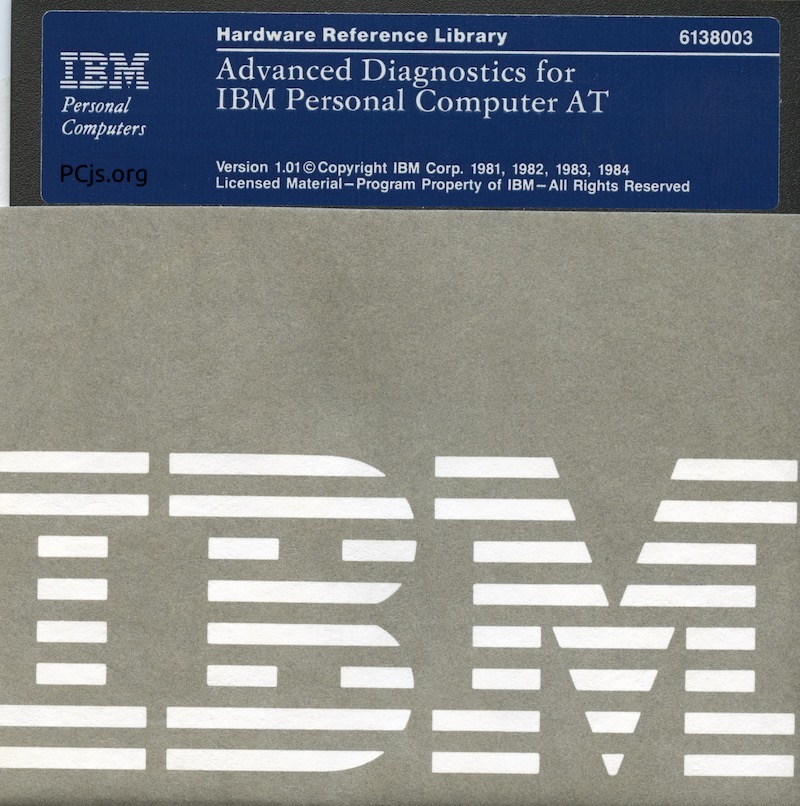 Hardware Reference Library 6138003
IBM
Personal
Computers
Advanced Diagnostics for
IBM Personal Computer AT
PCjs.org
Version 1.01 © Copyright IBM Corp. 1981, 1982, 1983, 1984
Licensed Material—Program Property of IBM—All Rights Reserved
IBM